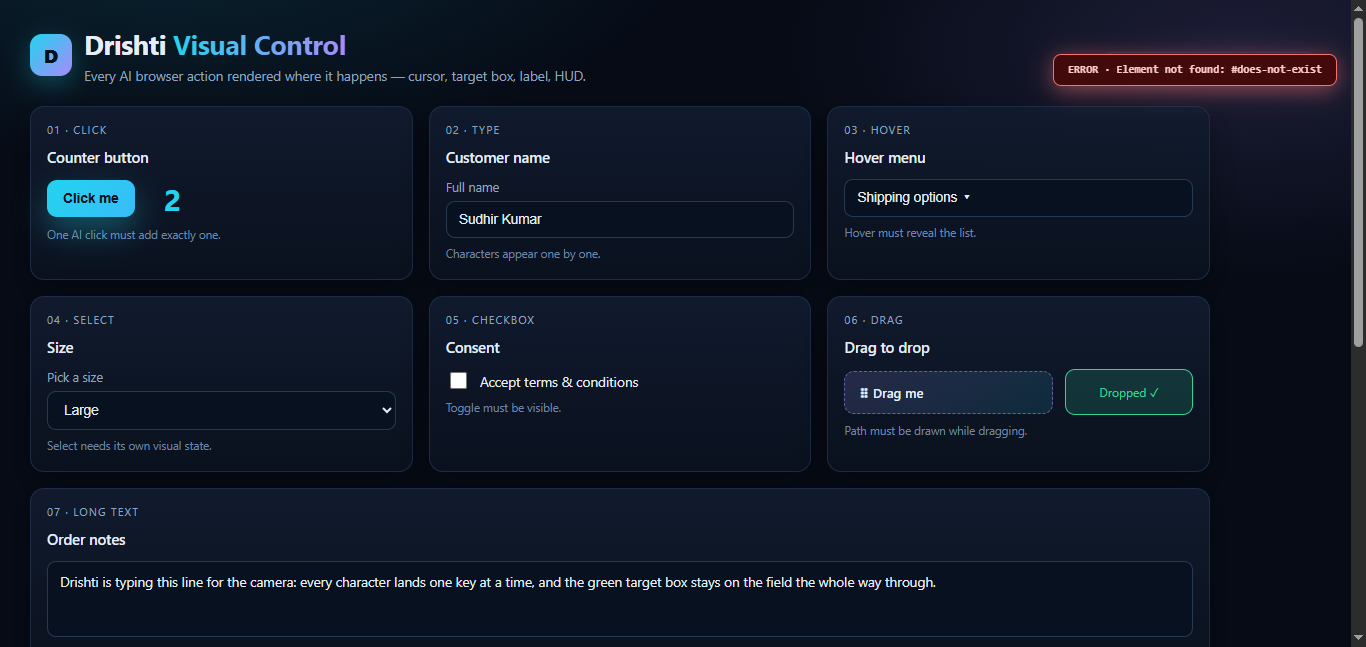 D
Drishti Visual Control
Every AI browser action rendered where it happens — cursor, target box, label, HUD.
ERROR · Element not found: #does-not-exist
01 · CLICK
Counter button
Click me
2
One AI click must add exactly one.
02 · TYPE
Customer name
Full name
Sudhir Kumar
Characters appear one by one.
03 · HOVER
Hover menu
Shipping options ▾
Hover must reveal the list.
04 · SELECT
Size
Pick a size
Large
Select needs its own visual state.
05 · CHECKBOX
Consent
Accept terms & conditions
Toggle must be visible.
06 · DRAG
Drag to drop
⠿ Drag me
Dropped ✓
Path must be drawn while dragging.
07 · LONG TEXT
Order notes
Drishti is typing this line for the camera: every character lands one key at a time, and the green target box stays on the field the whole way through.